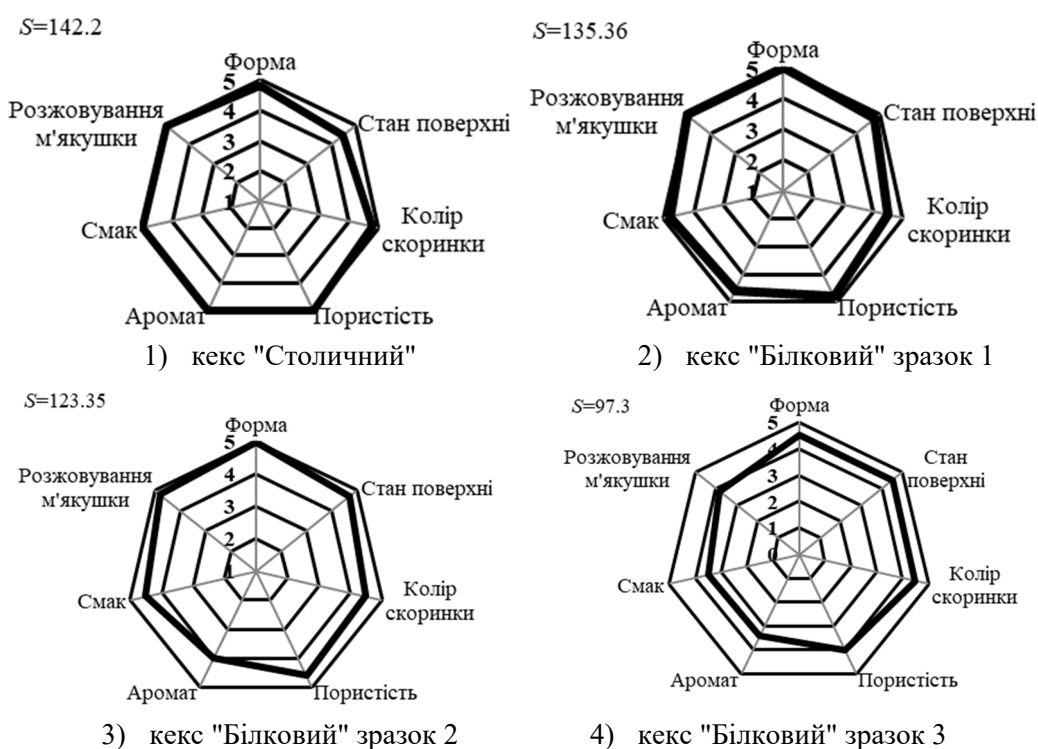 S=142.2
Форма
5
4
3
2
1
Стан поверхні
Колір
скоринки
Пористість
Аромат
Смак
Розжовування
м'якушки
1) кекс "Столичний"
S=135.36
Форма
5
4
3
2
1
Стан поверхні
Колір
скоринки
Пористість
Аромат
Смак
Розжовування
м'якушки
2) кекс "Білковий" зразок 1
S=123.35
Форма
5
4
3
2
1
Стан поверхні
Колір
скоринки
Пористість
Аромат
Смак
Розжовування
м'якушки
3) кекс "Білковий" зразок 2
S=97.3
Форма
5
4
3
2
1
0
Стан
поверхні
Колір
скоринки
Пористість
Аромат
Смак
Розжовування
м'якушки
4) кекс "Білковий" зразок 3